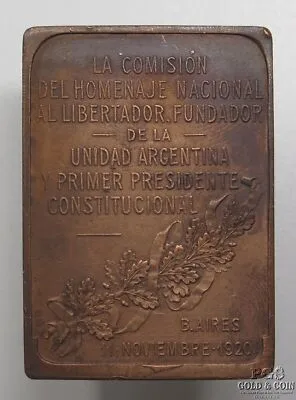 LA COMISION
DEL HOMENAJE NACIONAL
AL LIBERTADOR, FUNDADOR
DE LA
UNIDAD ARGENTINA
Y PRIMER PRESIDENTE
CONSTITUCIONAL
B. AIRES
11, NOVIEMBRE-1920
GOLD & COIN